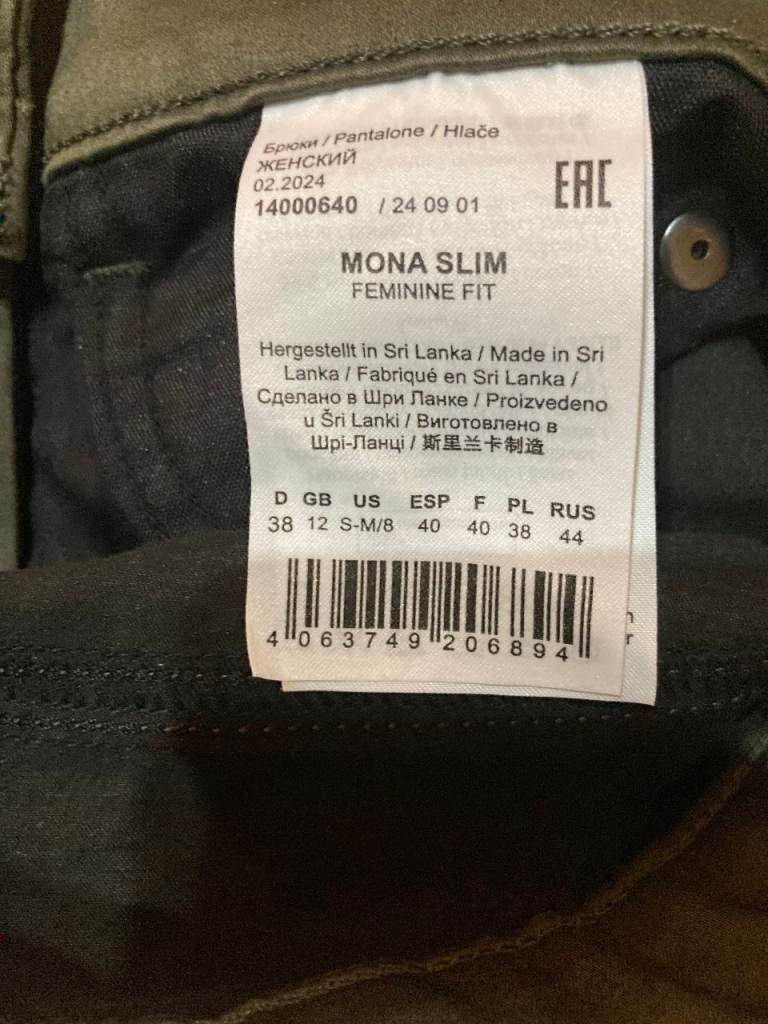 Брюки / Pantalone / Hlače
ЖЕНСКИЙ
02.2024
14000640 / 24 09 01
EAC
MONA SLIM
FEMININE FIT
Hergestellt in Sri Lanka / Made in Sri
Lanka / Fabriqué en Sri Lanka /
Сделано в Шри Ланке / Proizvedeno
u Šri Lanki / Виготовлено в
Шрі-Ланці / 斯里兰卡制造
D GB US ESP F PL RUS
38 12 S-M/8 40 40 38 44
4 063749 206894